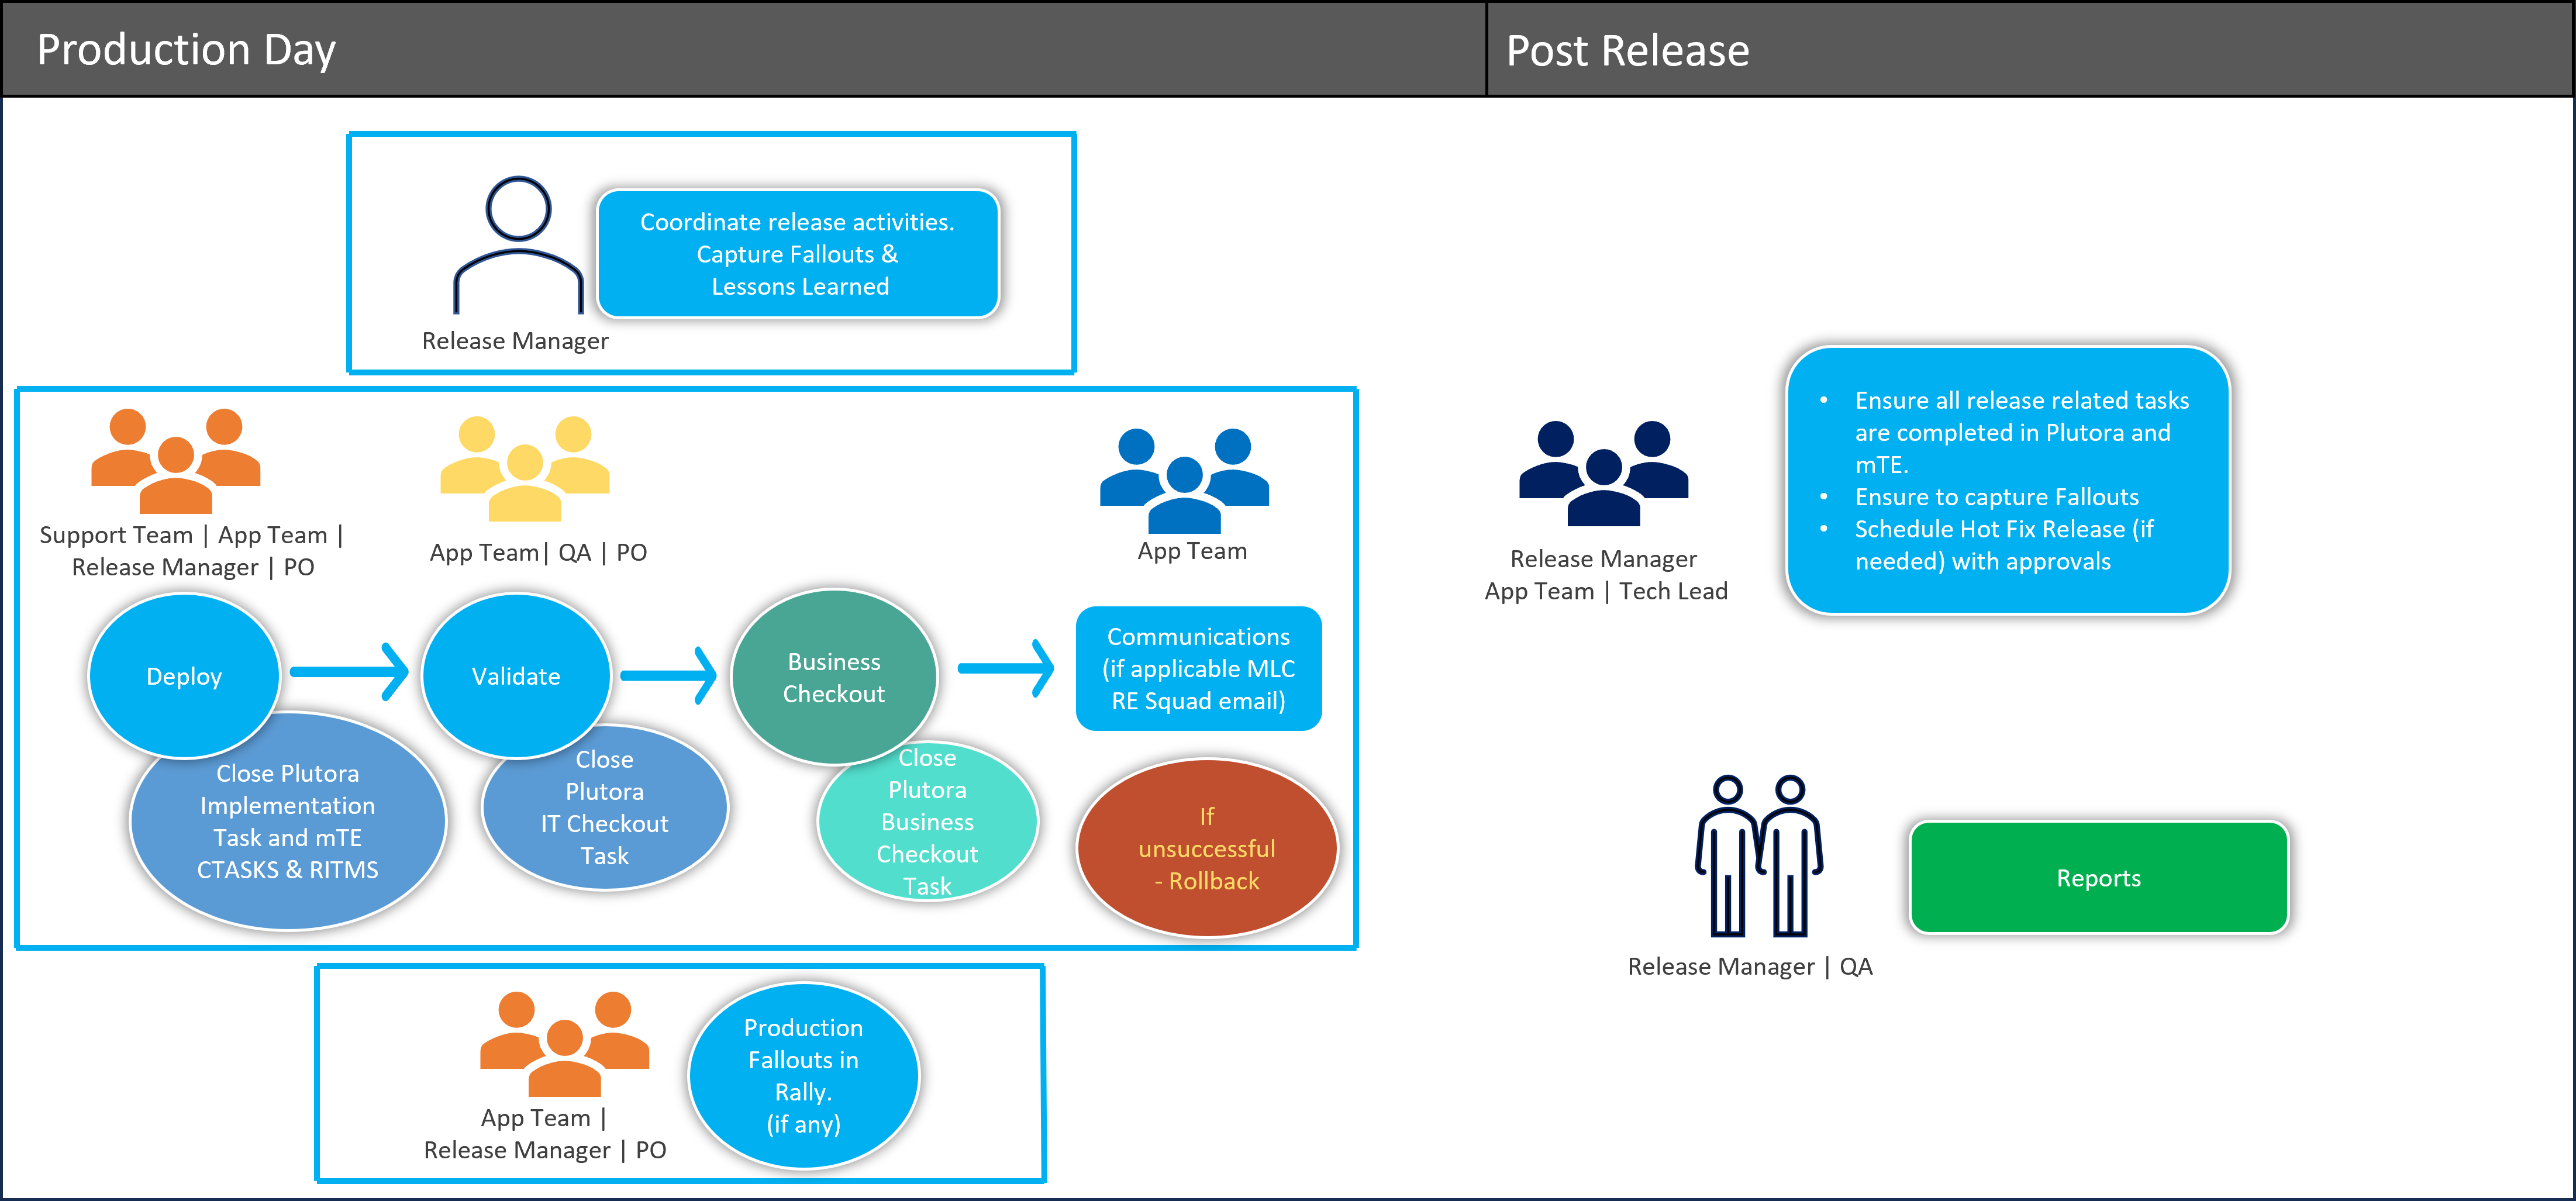 Production Day
Post Release
Coordinate release activities.
Capture Fallouts &
Lessons Learned
Release Manager
Support Team | App Team |
Release Manager | PO
App Team| QA | PO
App Team
Deploy
Validate
Business
Checkout
Communications
(if applicable MLC
RE Squad email)
Close Plutora
Implementation
Task and mTE
CTASKS & RITMS
Close
Plutora
IT Checkout
Task
Close
Plutora
Business
Checkout
Task
If
unsuccessful
- Rollback
App Team |
Release Manager | PO
Production
Fallouts in
Rally.
(if any)
Release Manager
App Team | Tech Lead
• Ensure all release related tasks
are completed in Plutora and
mTE.
• Ensure to capture Fallouts
• Schedule Hot Fix Release (if
needed) with approvals
Release Manager | QA
Reports